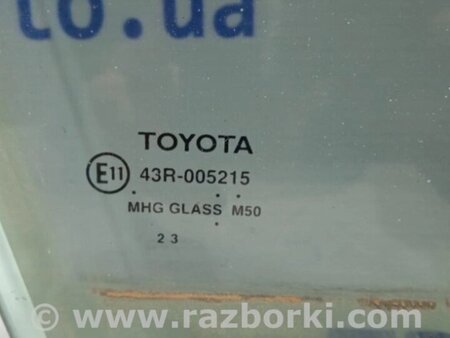 to.ua
TOYOTA
E11 43R-005215
MHG GLASS M50
2 3
www.razborki.com